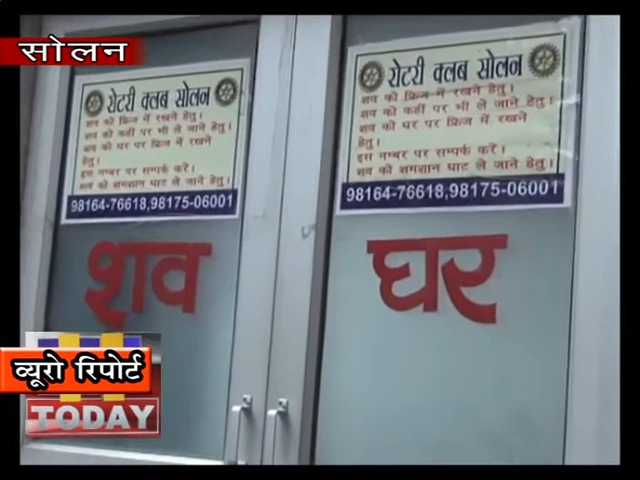 सोलन
रोटरी क्लब सोलन
शव को फ्रिज में रखने हेतु।
शव को कहीं पर भी ले जाने हेतु।
शव को घर पर फ्रिज में रखने
हेतु।
इस नम्बर पर सम्पर्क करें।
शव को शमशान घाट ले जाने हेतु।
98164-76618,98175-06001
रोटरी क्लब सोलन
शव को फ्रिज में रखने हेतु।
शव को कहीं पर भी ले जाने हेतु।
शव को घर पर फ्रिज में रखने
हेतु।
इस नम्बर पर सम्पर्क करें।
शव को शमशान घाट ले जाने हेतु।
98164-76618,98175-06001
शव घर
व्यूरो रिपोर्ट
TODAY